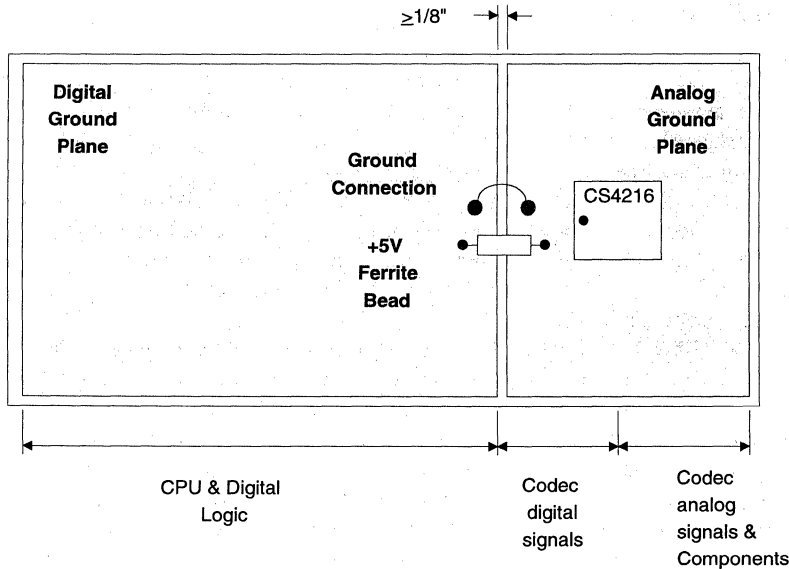 ≥1/8"
Digital
Ground
Plane
Analog
Ground
Plane
Ground
Connection
CS4216
+5V
Ferrite
Bead
CPU & Digital
Logic
Codec
digital
signals
Codec
analog
signals &
Components